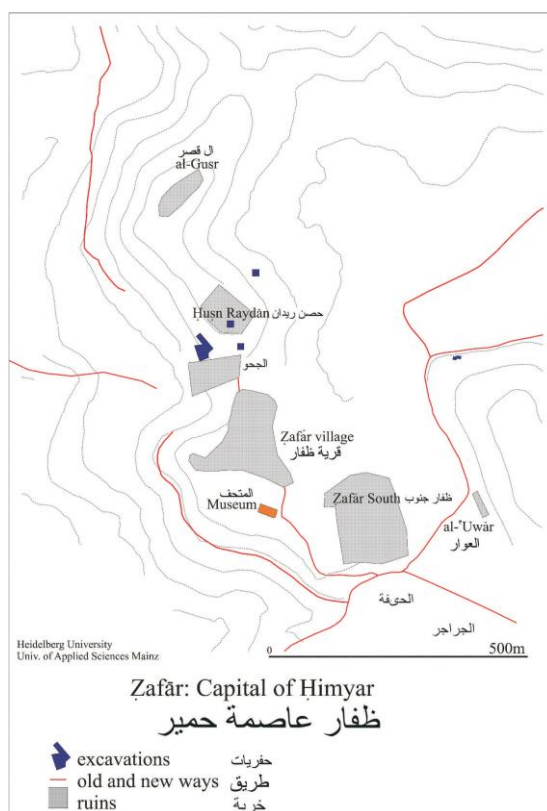 ال قصر
al-Gusr
Ḥuṣn Raydān حصن ريدان
الجحو
Ẓafār village
قرية ظفار
المتحف
Museum
Ẓafār South ظفار جنوب
al-ʿUwār
العوار
الحيفة
الجراجر
Heidelberg University
Univ. of Applied Sciences Mainz
0 500m
Ẓafār: Capital of Ḥimyar
ظفار عاصمة حمير
excavations حفريات
old and new ways طريق
ruins خربة